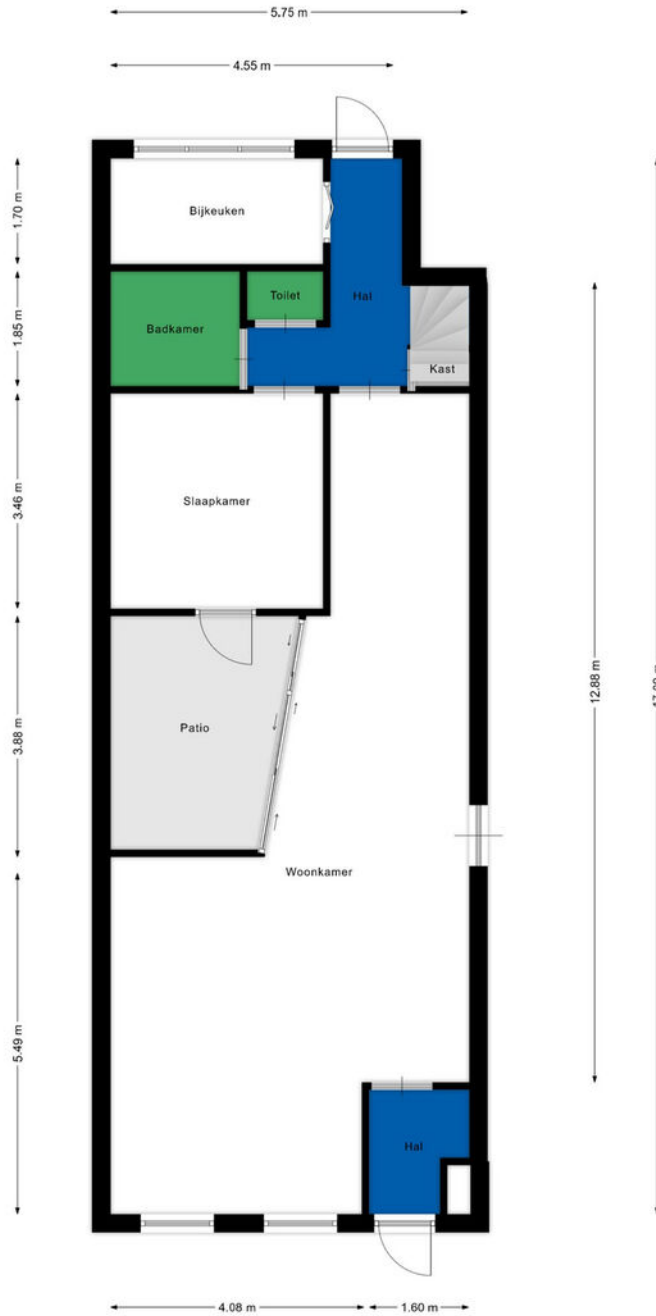 5.75 m
4.55 m
1.70 m
Bijkeuken
1.85 m
Badkamer
Toilet
Hal
Kast
3.46 m
Slaapkamer
12.88 m
3.88 m
Patio
Woonkamer
5.49 m
Hal
4.08 m
1.60 m